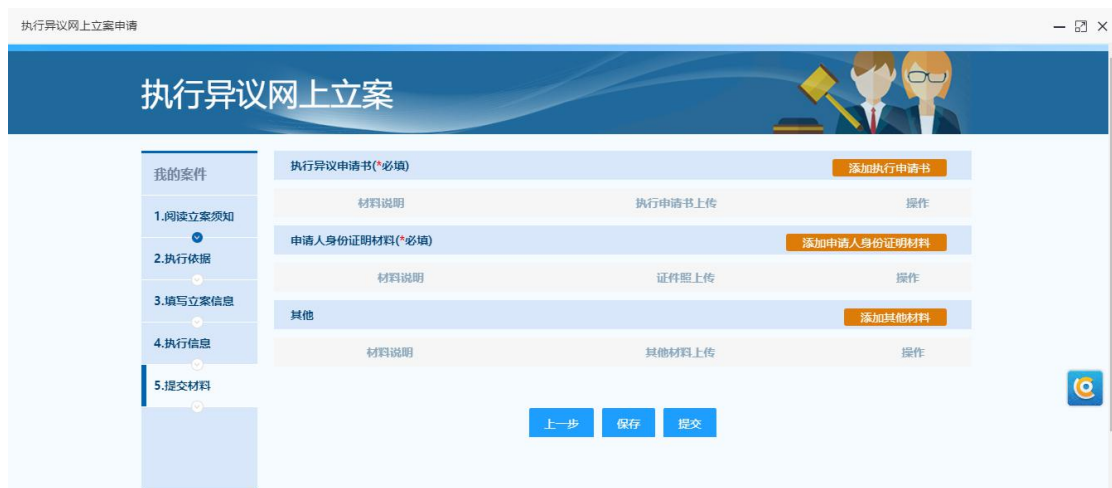 执行异议网上立案申请
执行异议网上立案
我的案件
1.阅读立案须知
2.执行依据
3.填写立案信息
4.执行信息
5.提交材料
执行异议申请书(*必填) 添加执行申请书
材料说明 执行申请书上传 操作
申请人身份证明材料(*必填) 添加申请人身份证明材料
材料说明 证件照上传 操作
其他 添加其他材料
材料说明 其他材料上传 操作
上一步 保存 提交